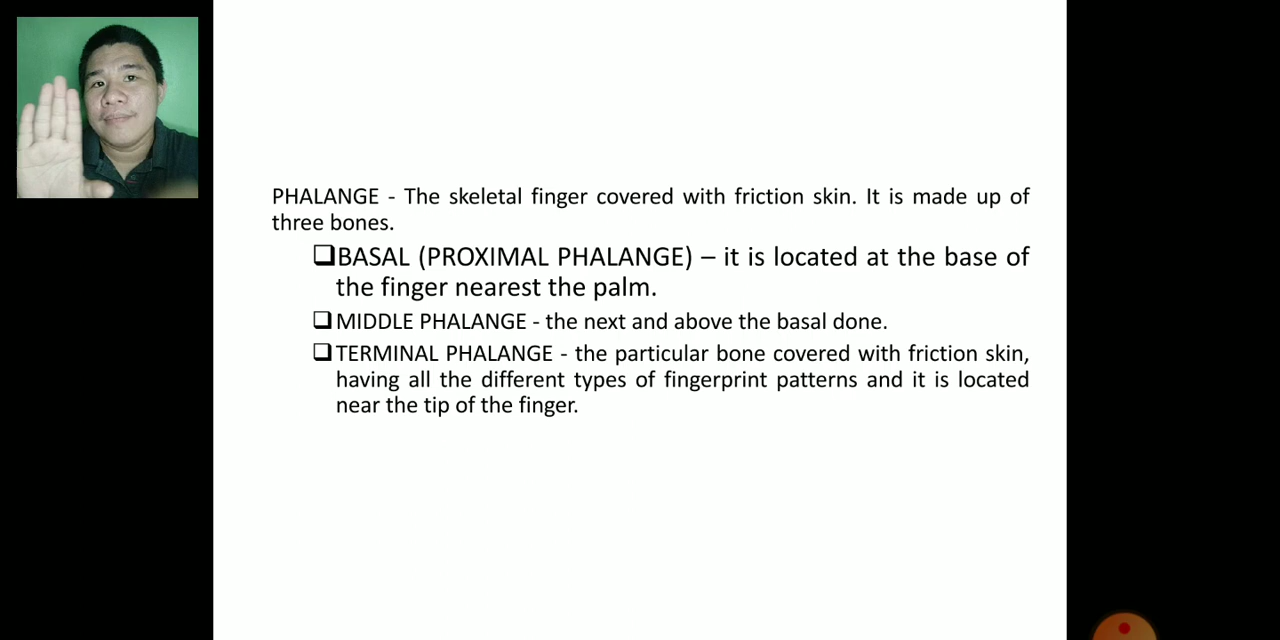 PHALANGE - The skeletal finger covered with friction skin. It is made up of
three bones.
❑BASAL (PROXIMAL PHALANGE) – it is located at the base of
the finger nearest the palm.
❑MIDDLE PHALANGE - the next and above the basal done.
❑TERMINAL PHALANGE - the particular bone covered with friction skin,
having all the different types of fingerprint patterns and it is located
near the tip of the finger.